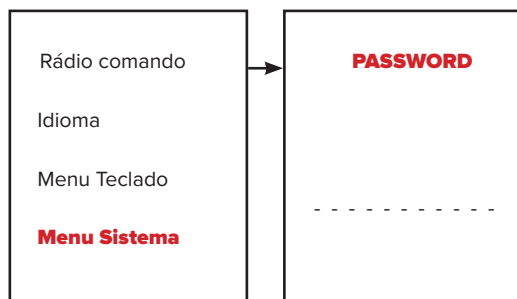 Rádio comando
Idioma
Menu Teclado
Menu Sistema
PASSWORD
- - - - - - - - - - -